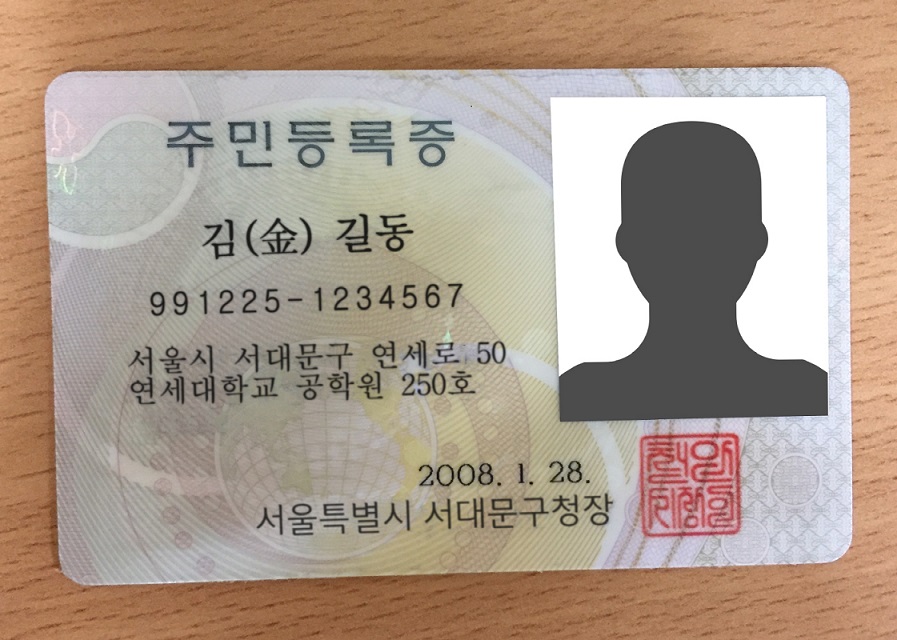 주민등록증
김(金) 길동
991225-1234567
서울시 서대문구 연세로 50
연세대학교 공학원 250호
2008. 1. 28.
서울특별시 서대문구청장